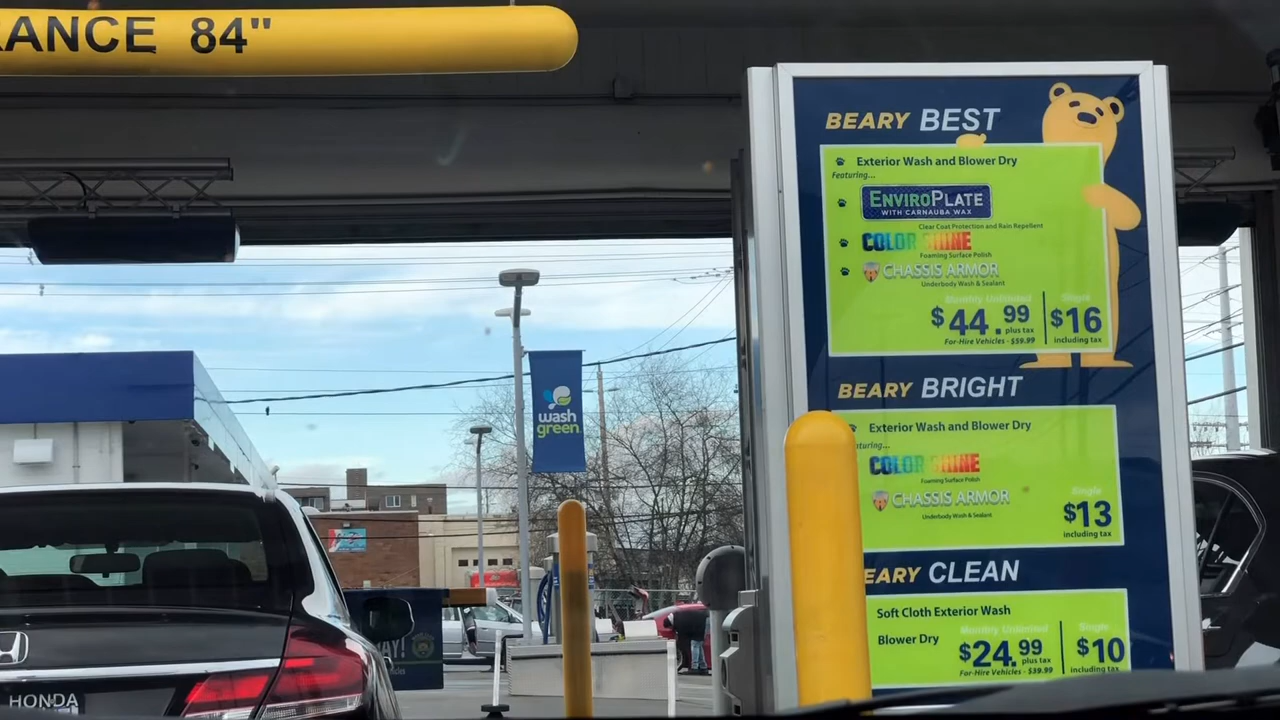 RANCE 84"
BEARY BEST
Exterior Wash and Blower Dry
Featuring...
ENVIROPLATE
WITH CARNAUBA WAX
Clear Coat Protection and Rain Repellent
COLOR SHINE
Foaming Surface Polish
CHASSIS ARMOR
Underbody Wash & Sealant
Monthly Unlimited Single
$44.99 plus tax $16
For-Hire Vehicles - $59.99 including tax
BEARY BRIGHT
Exterior Wash and Blower Dry
turing...
COLOR SHINE
Foaming Surface Polish
CHASSIS ARMOR
Underbody Wash & Sealant
Single
$13
including tax
EARY CLEAN
Soft Cloth Exterior Wash
Blower Dry
Monthly Unlimited Single
$24.99 plus tax $10
For-Hire Vehicles - $39.99 including tax
wash
green
HONDA